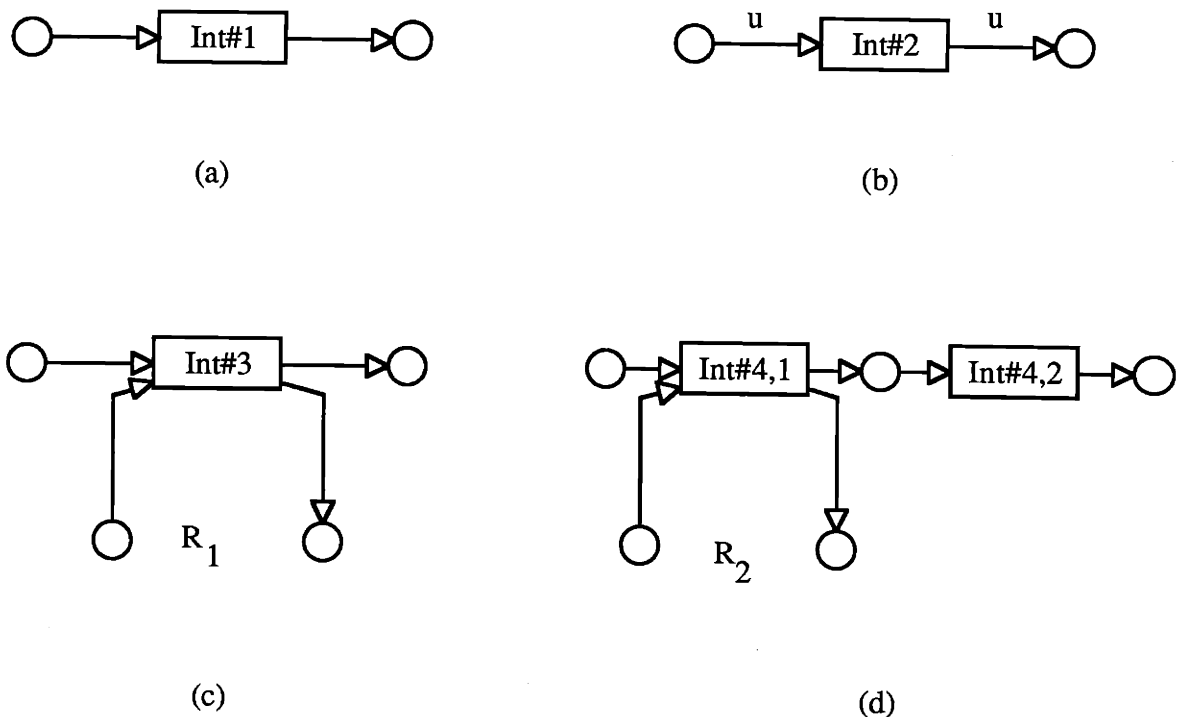 Int#1
u
Int#2
u
(a)
(b)
Int#3
Int#4,1
Int#4,2
R1
R2
(c)
(d)